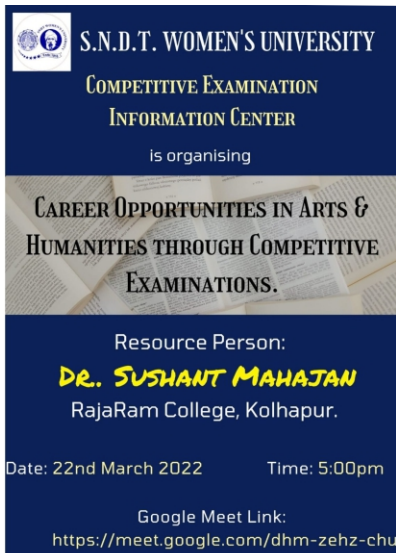 S.N.D.T. WOMEN'S UNIVERSITY
COMPETITIVE EXAMINATION
INFORMATION CENTER
is organising
CAREER OPPORTUNITIES IN ARTS &
HUMANITIES THROUGH COMPETITIVE
EXAMINATIONS.
Resource Person:
DR.. SUSHANT MAHAJAN
RajaRam College, Kolhapur.
Date: 22nd March 2022 Time: 5:00pm
Google Meet Link:
https://meet.google.com/dhm-zehz-chu